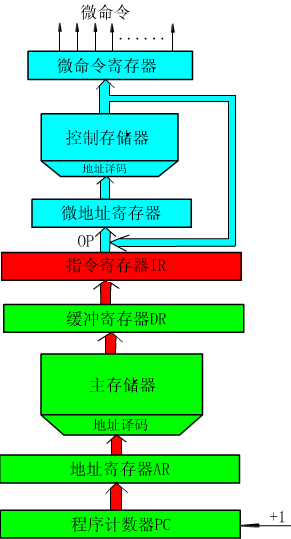 微命令
······
微命令寄存器
控制存储器
地址译码
微地址寄存器
OP
指令寄存器IR
缓冲寄存器DR
主存储器
地址译码
地址寄存器AR
程序计数器PC
+1